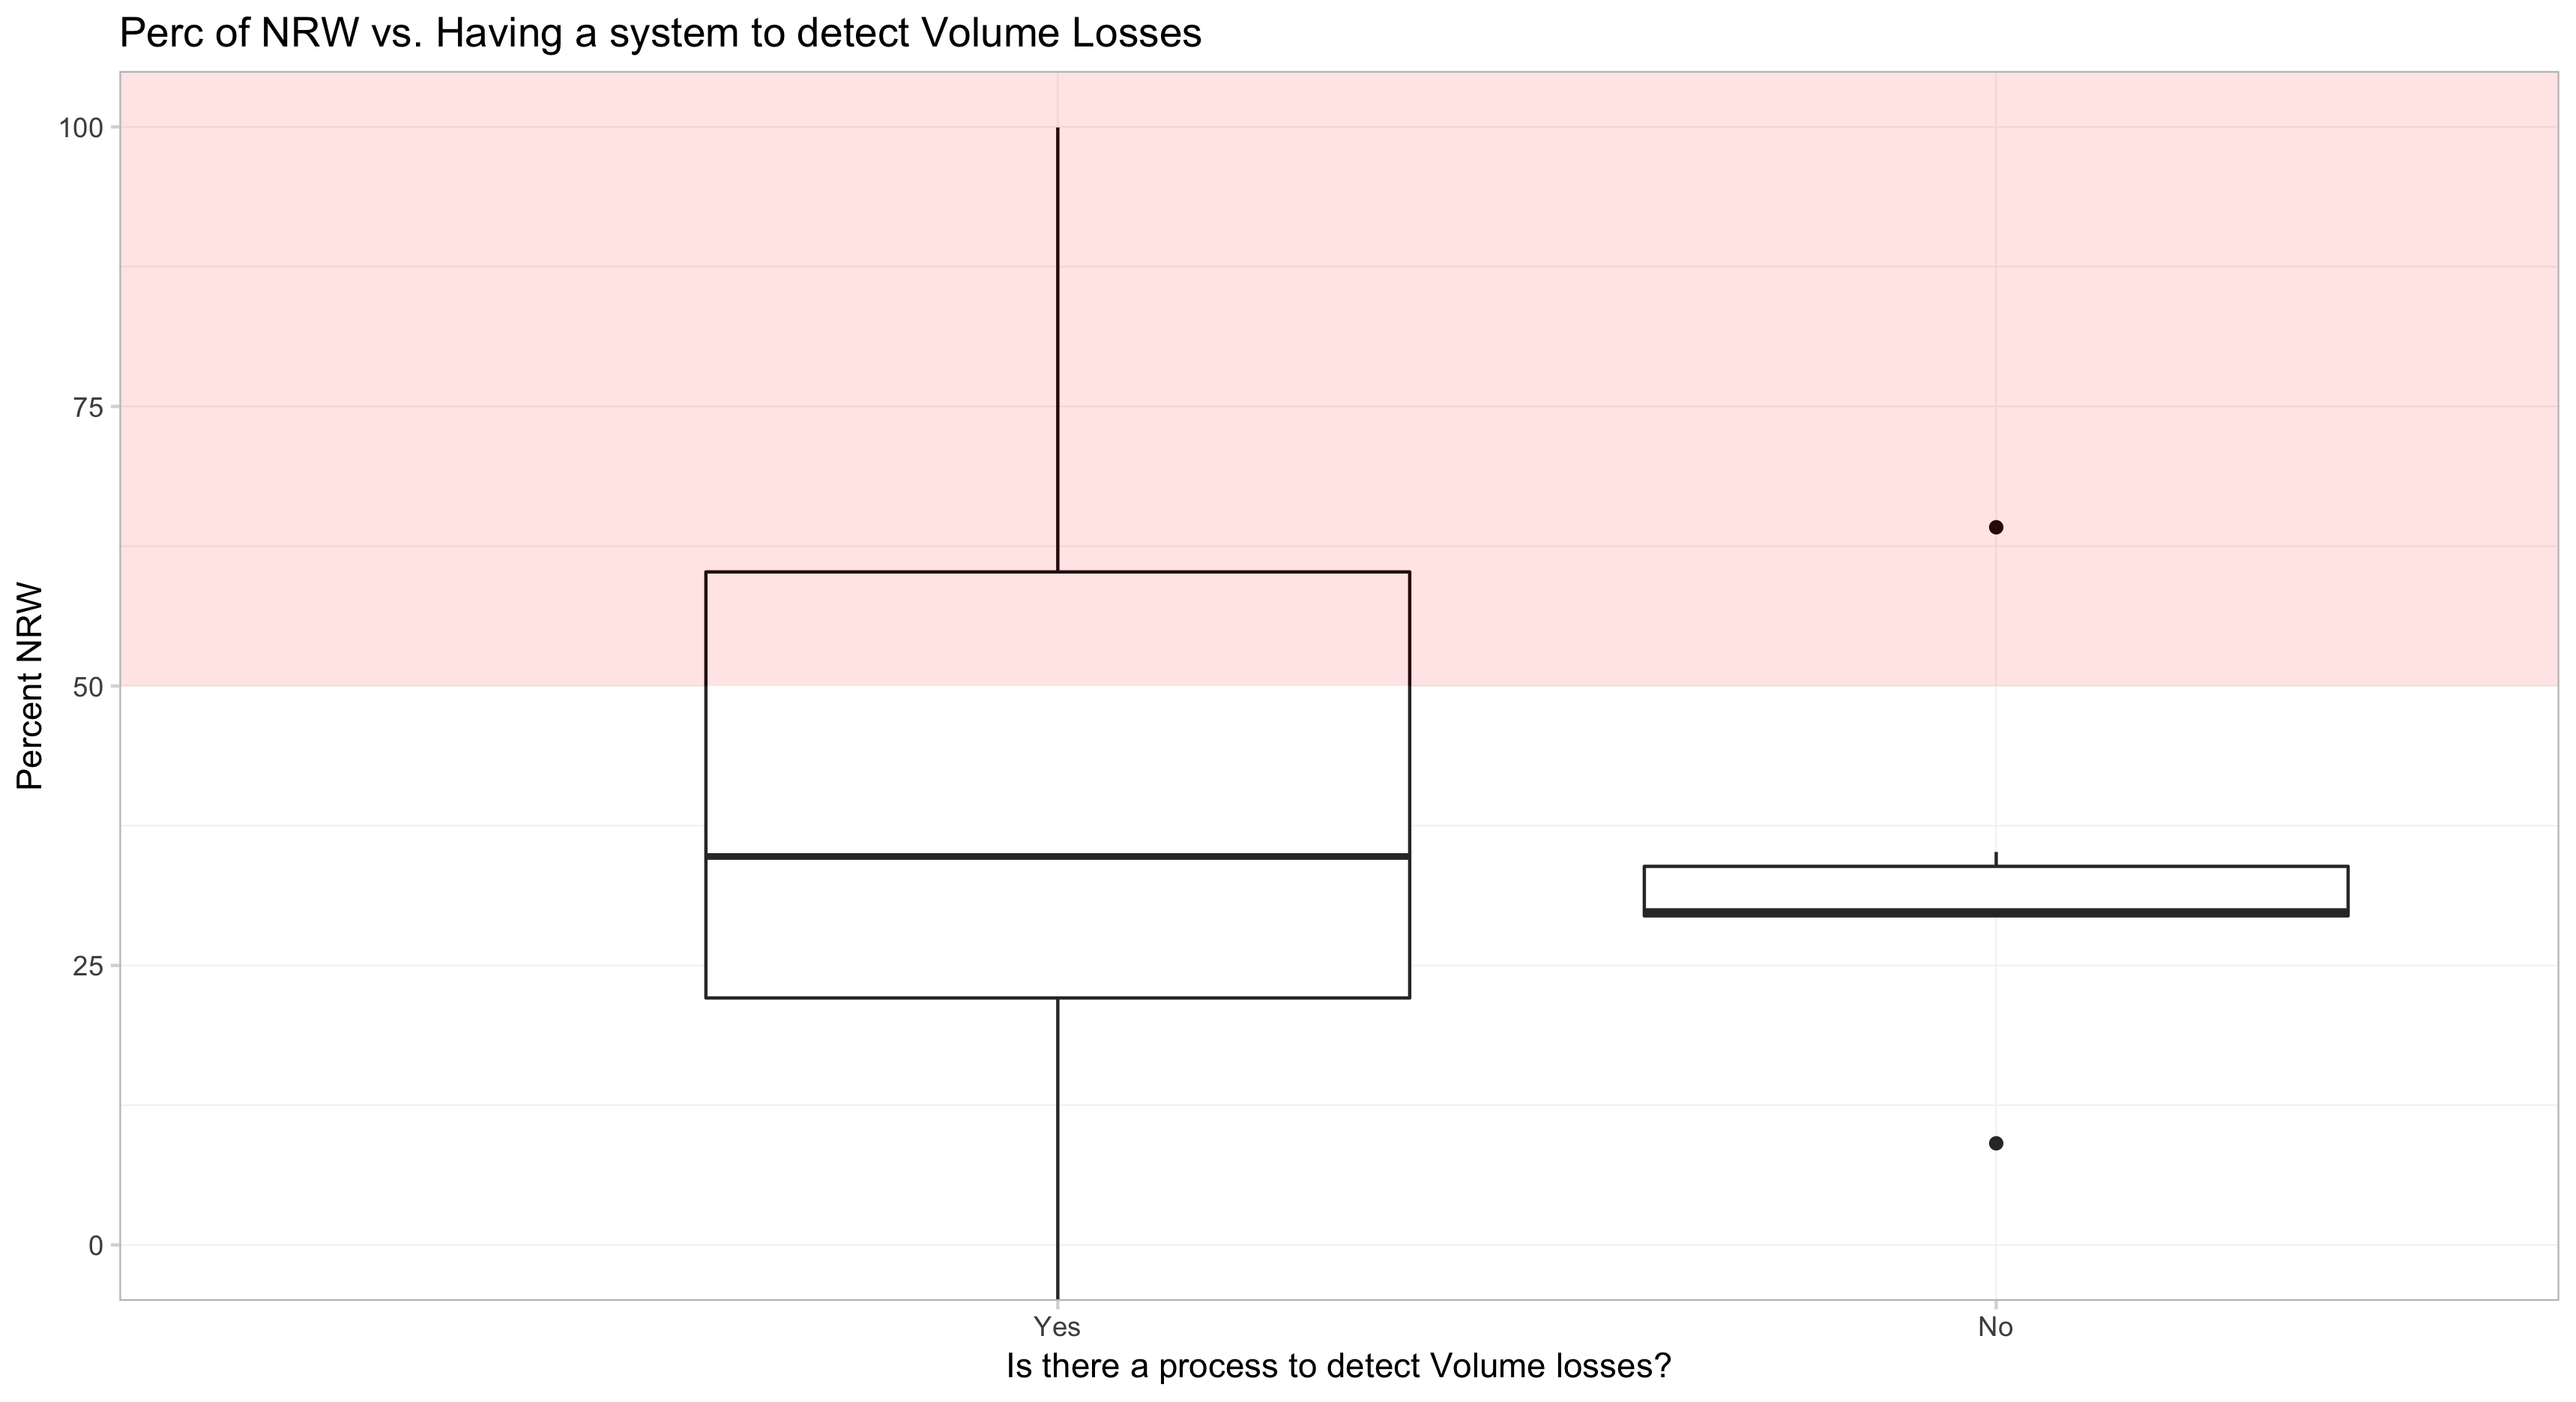 Perc of NRW vs. Having a system to detect Volume Losses
100
75
50
25
0
Percent NRW
Yes
No
Is there a process to detect Volume losses?